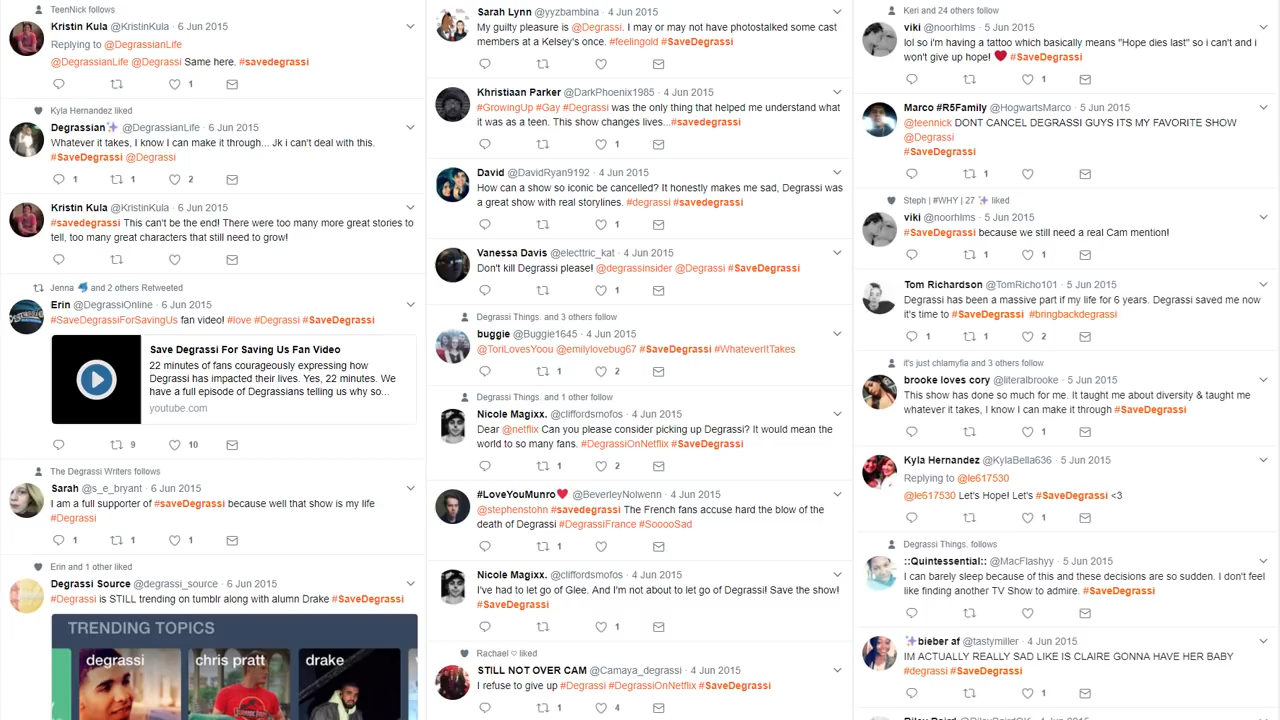 TeenNick follows
Kristin Kula @KristinKula · 6 Jun 2015
Replying to @DegrassianLife
@DegrassianLife @Degrassi Same here. #savedegrassi
1
Kyla Hernandez liked
Degrassian✨ @DegrassianLife · 6 Jun 2015
Whatever it takes, I know I can make it through... Jk i can't deal with this.
#SaveDegrassi @Degrassi
1 1 2
Kristin Kula @KristinKula · 6 Jun 2015
#savedegrassi This can't be the end! There were too many more great stories to
tell, too many great characters that still need to grow!
Jenna 🐬 and 2 others Retweeted
Erin @DegrassiOnline · 6 Jun 2015
#SaveDegrassiForSavingUs fan video! #love #Degrassi #SaveDegrassi
Save Degrassi For Saving Us Fan Video
22 minutes of fans courageously expressing how
Degrassi has impacted their lives. Yes, 22 minutes. We
have a full episode of Degrassians telling us why so...
youtube.com
9 10
The Degrassi Writers follows
Sarah @s_e_bryant · 6 Jun 2015
I am a full supporter of #saveDegrassi because well that show is my life
#Degrassi
1 1 1
Erin and 1 other liked
Degrassi Source @degrassi_source · 6 Jun 2015
#Degrassi is STILL trending on tumblr along with alumn Drake #SaveDegrassi
TRENDING TOPICS
degrassi chris pratt drake
Sarah Lynn @yyzbambina · 4 Jun 2015
My guilty pleasure is @Degrassi. I may or may not have photostalked some cast
members at a Kelsey's once. #feelingold #SaveDegrassi
Khristiaan Parker @DarkPhoenix1985 · 4 Jun 2015
#GrowingUp #Gay #Degrassi was the only thing that helped me understand what
it was as a teen. This show changes lives...#savedegrassi
1
David @DavidRyan9192 · 4 Jun 2015
How can a show so iconic be cancelled? It honestly makes me sad, Degrassi was
a great show with real storylines. #degrassi #savedegrassi
1
Vanessa Davis @electtric_kat · 4 Jun 2015
Don't kill Degrassi please! @degrassinsider @Degrassi #SaveDegrassi
1
Degrassi Things. and 3 others follow
buggie @Buggie1645 · 4 Jun 2015
@ToriLovesYoou @emilylovebug67 #SaveDegrassi #WhateverItTakes
1 2
Degrassi Things. and 1 other follow
Nicole Magixx. @cliffordsmofos · 4 Jun 2015
Dear @netflix Can you please consider picking up Degrassi? It would mean the
world to so many fans. #DegrassiOnNetflix #SaveDegrassi
1 2
#LoveYouMunro❤ @BeverleyNolwenn · 4 Jun 2015
@stephenstohn #savedegrassi The French fans accuse hard the blow of the
death of Degrassi #DegrassiFrance #SooooSad
1
Nicole Magixx. @cliffordsmofos · 4 Jun 2015
I've had to let go of Glee. And I'm not about to let go of Degrassi! Save the show!
#SaveDegrassi
1
Rachael ♡ liked
STILL NOT OVER CAM @Camaya_degrassi · 4 Jun 2015
I refuse to give up #Degrassi #DegrassiOnNetflix #SaveDegrassi
1 4
Keri and 24 others follow
viki @noorhlms · 5 Jun 2015
lol so i'm having a tattoo which basically means "Hope dies last" so i can't and i
won't give up hope! ❤ #SaveDegrassi
1
Marco #R5Family @HogwartsMarco · 5 Jun 2015
@teennick DONT CANCEL DEGRASSI GUYS ITS MY FAVORITE SHOW
@Degrassi
#SaveDegrassi
1
Steph | #WHY | 27 ✨ liked
viki @noorhlms · 5 Jun 2015
#SaveDegrassi because we still need a real Cam mention!
1 1
Tom Richardson @TomRicho101 · 5 Jun 2015
Degrassi has been a massive part if my life for 6 years. Degrassi saved me now
it's time to #SaveDegrassi #bringbackdegrassi
1 1 2
it's just chlamyfia and 3 others follow
brooke loves cory @literalbrooke · 5 Jun 2015
This show has done so much for me. It taught me about diversity & taught me
whatever it takes, I know I can make it through #SaveDegrassi
1
Kyla Hernandez @KylaBella636 · 5 Jun 2015
Replying to @le617530
@le617530 Let's Hope! Let's #SaveDegrassi <3
1
Degrassi Things. follows
::Quintessential:: @MacFlashyy · 5 Jun 2015
I can barely sleep because of this and these decisions are so sudden. I don't feel
like finding another TV Show to admire. #SaveDegrassi
✨bieber af @tastymiller · 4 Jun 2015
IM ACTUALLY REALLY SAD LIKE IS CLAIRE GONNA HAVE HER BABY
#degrassi #SaveDegrassi
1